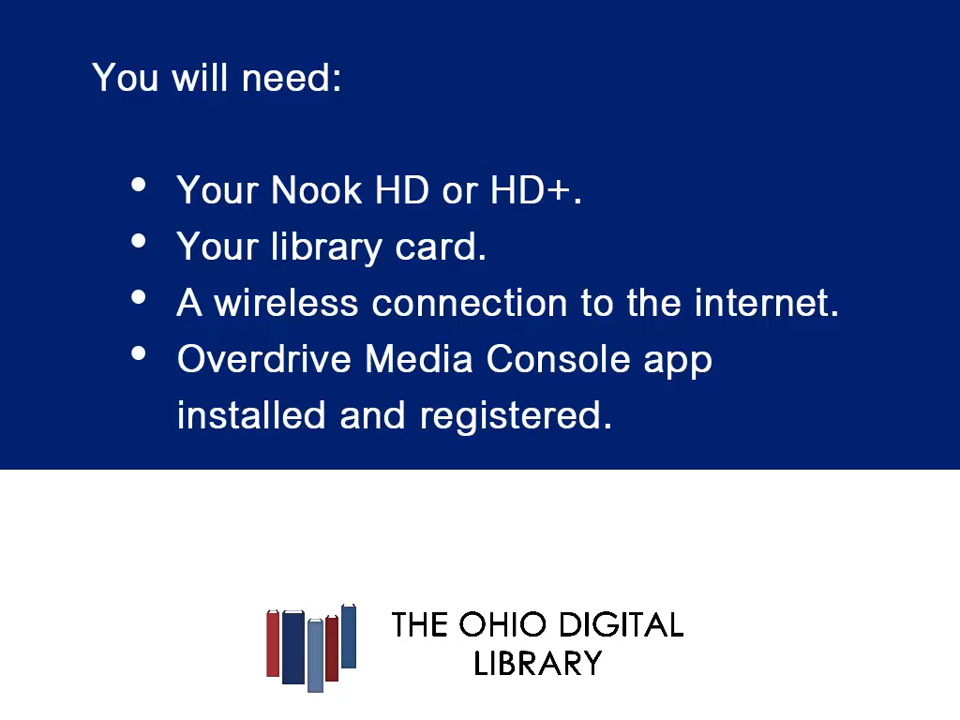 You will need:
• Your Nook HD or HD+.
• Your library card.
• A wireless connection to the internet.
• Overdrive Media Console app
installed and registered.
THE OHIO DIGITAL
LIBRARY